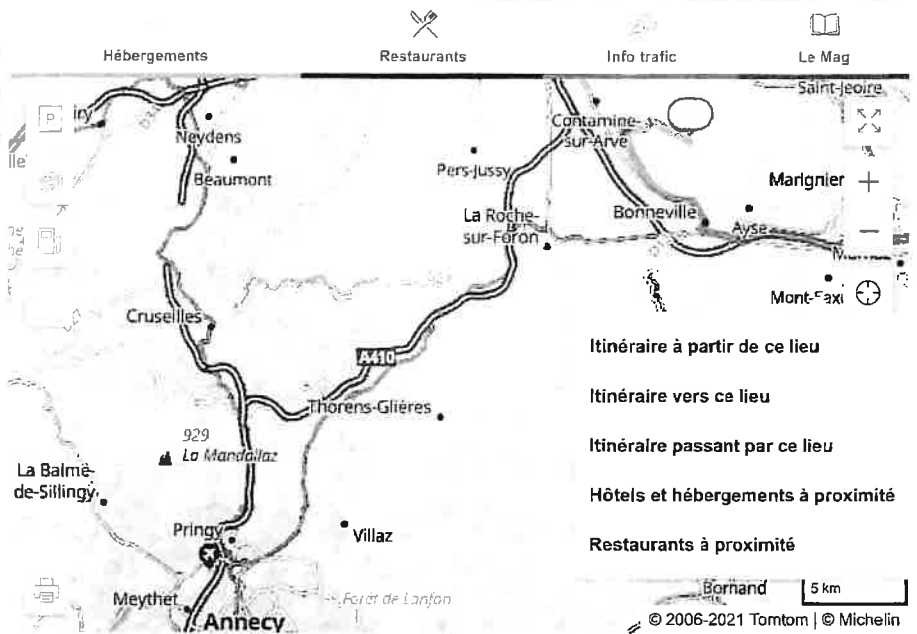 Hébergements
Restaurants
Info trafic
Le Mag
Saint-Jeoire
P
Contamine-
sur-Arve
Neydens
Beaumont
Pers-Jussy
Marignier
La Roche-
sur-Foron
Bonneville
Ayse
Cruseilles
A410
Itinéraire à partir de ce lieu
Itinéraire vers ce lieu
Thorens-Glières
929
La Mandallaz
Itinéraire passant par ce lieu
La Balme-
de-Sillingy
Hôtels et hébergements à proximité
Pringy
Villaz
Restaurants à proximité
Meythet
Bornand
5 km
Annecy
© 2006-2021 Tomtom | © Michelin